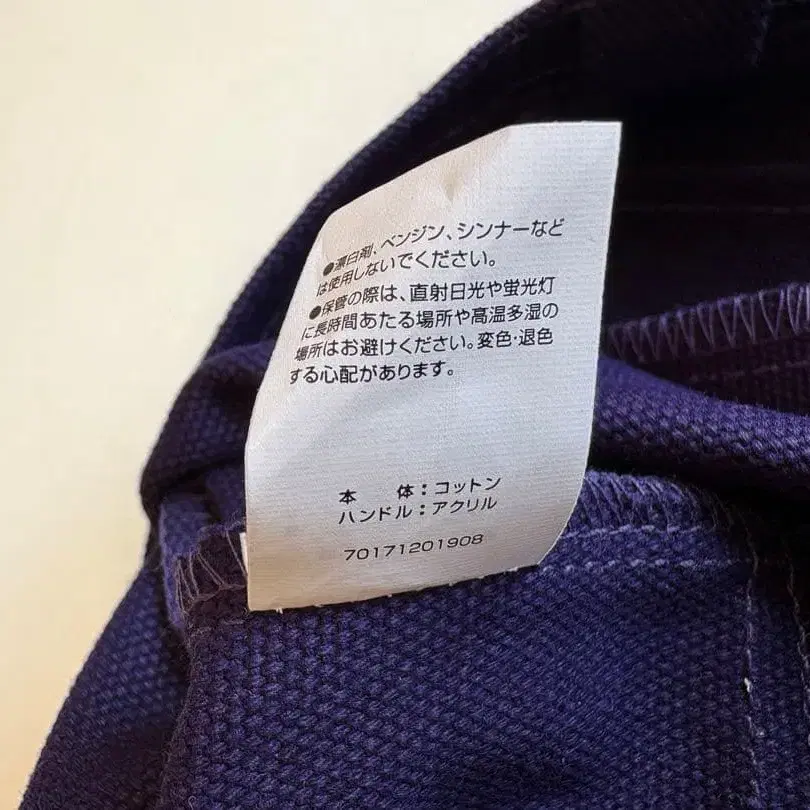 ●漂白剤、ベンジン、シンナーなど
は使用しないでください。
●保管の際は、直射日光や蛍光灯
に長時間あたる場所や高温多湿の
場所はお避けください。変色・退色
する心配があります。
本　体：コットン
ハンドル：アクリル
70171201908